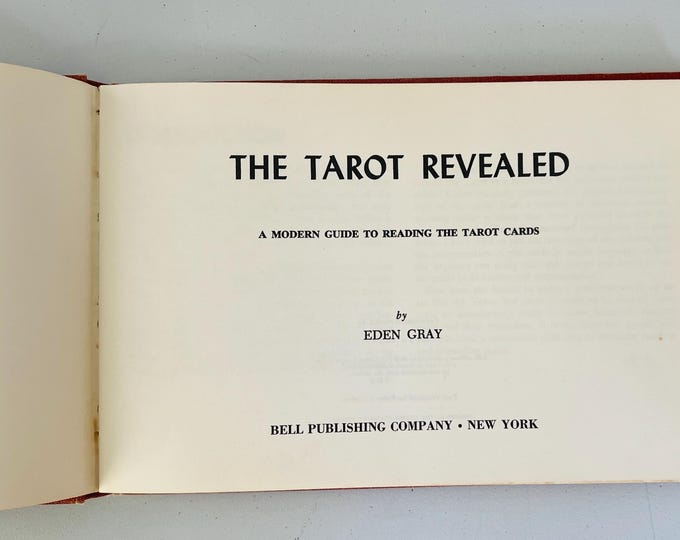 THE TAROT REVEALED
A MODERN GUIDE TO READING THE TAROT CARDS
by
EDEN GRAY
BELL PUBLISHING COMPANY • NEW YORK